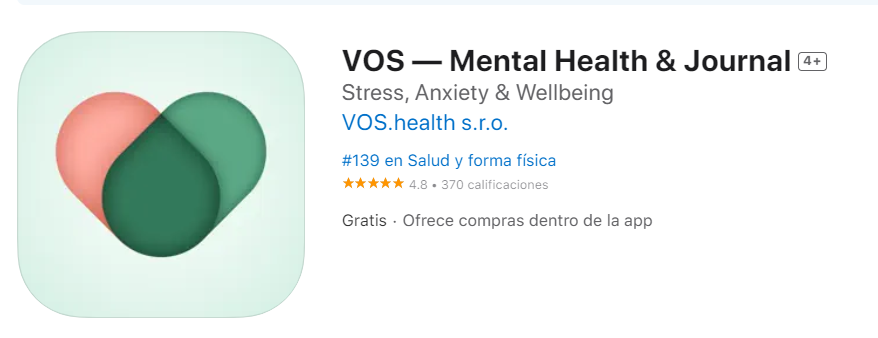 VOS — Mental Health & Journal 4+
Stress, Anxiety & Wellbeing
VOS.health s.r.o.
#139 en Salud y forma física
★★★★★ 4.8 • 370 calificaciones
Gratis · Ofrece compras dentro de la app